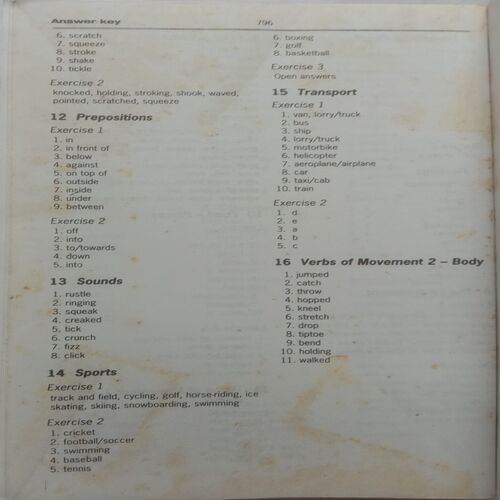 Answer key 796
6. scratch
7. squeeze
8. stroke
9. shake
10. tickle
Exercise 2
knocked, holding, stroking, shook, waved,
pointed, scratched, squeeze
12 Prepositions
Exercise 1
1. in
2. in front of
3. below
4. against
5. on top of
6. outside
7. inside
8. under
9. between
Exercise 2
1. off
2. into
3. to/towards
4. down
5. into
13 Sounds
1. rustle
2. ringing
3. squeak
4. creaked
5. tick
6. crunch
7. fizz
8. click
14 Sports
Exercise 1
track and field, cycling, golf, horse-riding, ice
skating, skiing, snowboarding, swimming
Exercise 2
1. cricket
2. football/soccer
3. swimming
4. baseball
5. tennis
6. boxing
7. golf
8. basketball
Exercise 3
Open answers
15 Transport
Exercise 1
1. van, lorry/truck
2. bus
3. ship
4. lorry/truck
5. motorbike
6. helicopter
7. aeroplane/airplane
8. car
9. taxi/cab
10. train
Exercise 2
1. d
2. e
3. a
4. b
5. c
16 Verbs of Movement 2 – Body
1. jumped
2. catch
3. throw
4. hopped
5. kneel
6. stretch
7. drop
8. tiptoe
9. bend
10. holding
11. walked